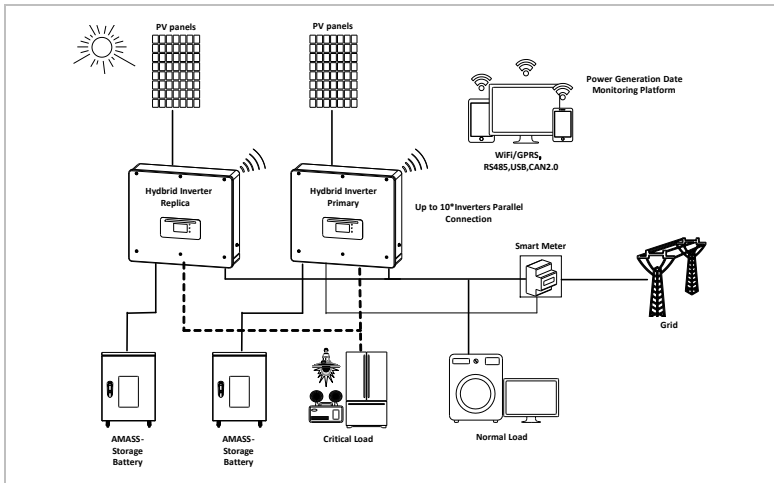 PV panels
PV panels
Power Generation Date
Monitoring Platform
WiFi/GPRS,
RS485,USB,CAN2.0
Hydbrid Inverter
Replica
Hydbrid Inverter
Primary
Up to 10*Inverters Parallel
Connection
Smart Meter
Grid
AMASS-
Storage
Battery
AMASS-
Storage
Battery
Critical Load
Normal Load